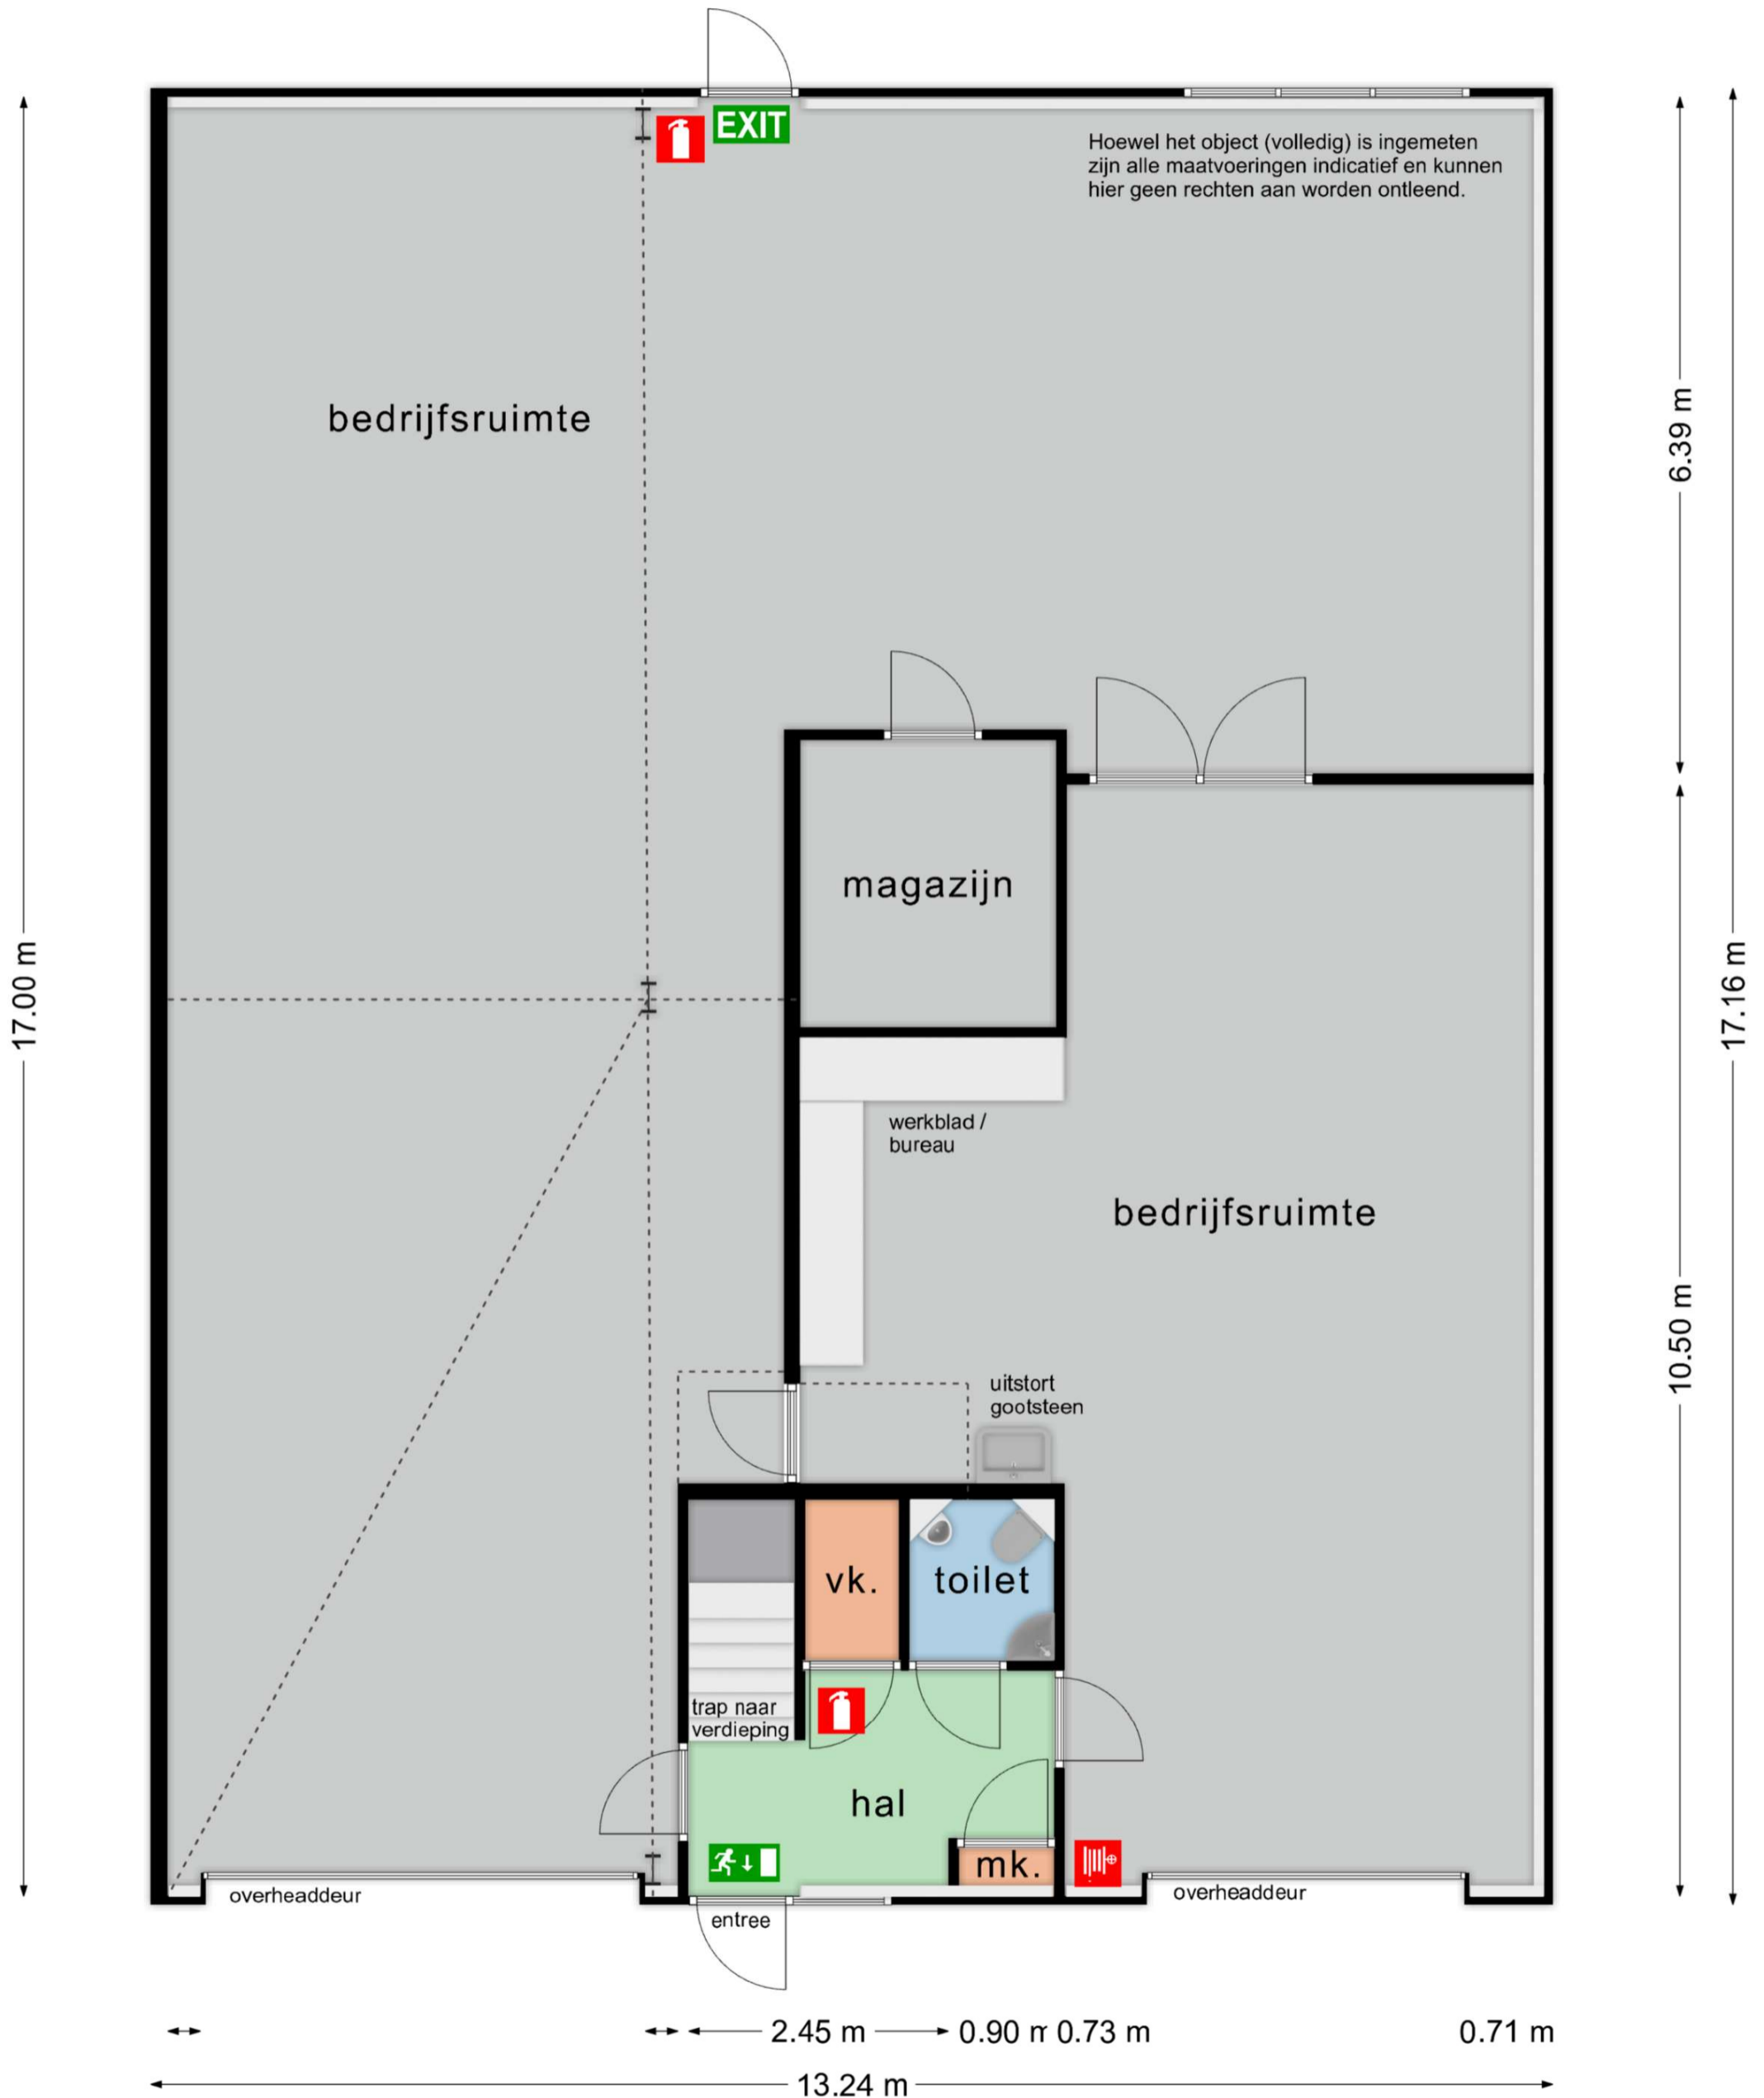 EXIT
Hoewel het object (volledig) is ingemeten
zijn alle maatvoeringen indicatief en kunnen
hier geen rechten aan worden ontleend.
bedrijfsruimte
6.39 m
magazijn
17.00 m
17.16 m
werkblad /
bureau
bedrijfsruimte
10.50 m
uitstort
gootsteen
vk.
toilet
trap naar
verdieping
hal
mk.
overheaddeur
overheaddeur
entree
2.45 m
0.90 m
0.73 m
0.71 m
13.24 m